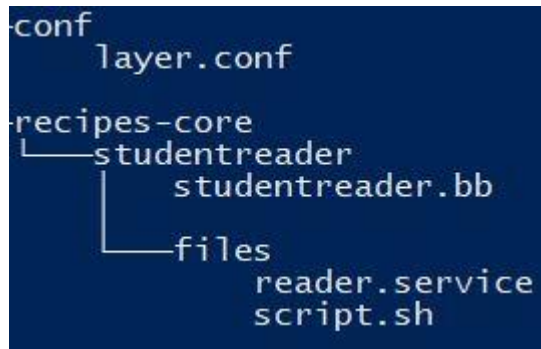 conf
layer.conf
recipes-core
studentreader
studentreader.bb
files
reader.service
script.sh